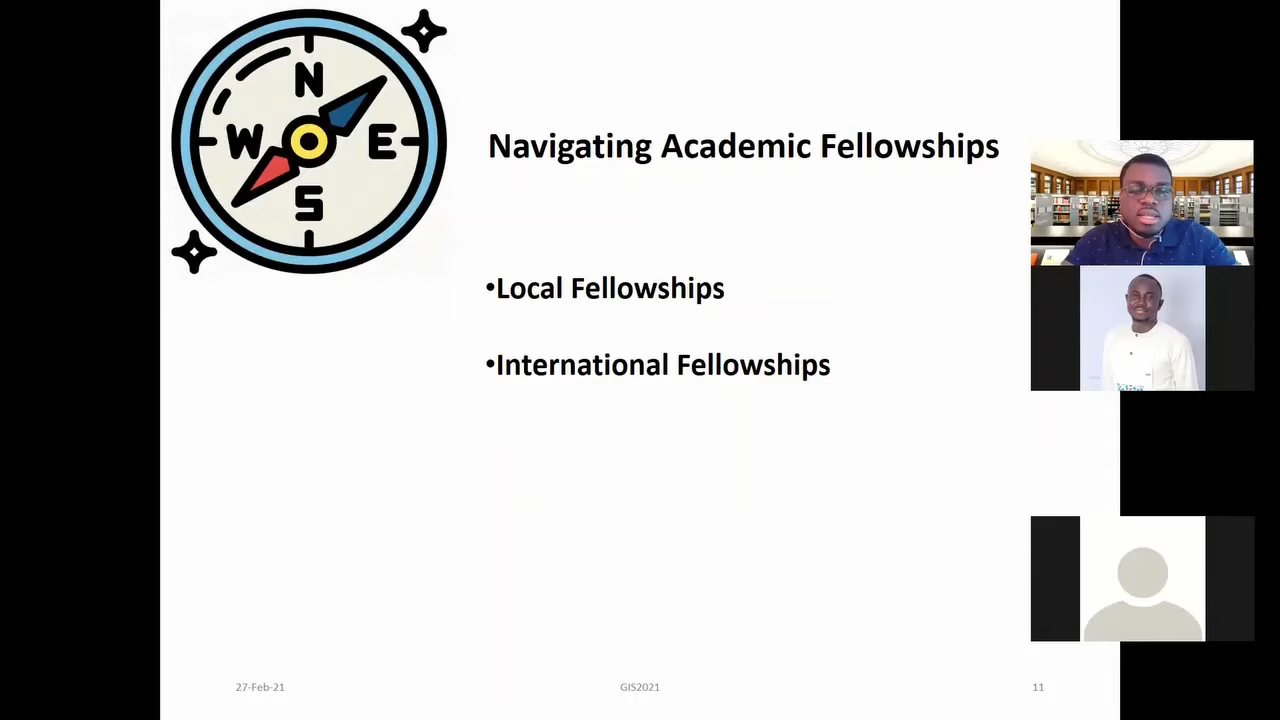 N
W E
S
Navigating Academic Fellowships
•Local Fellowships
•International Fellowships
27-Feb-21 GIS2021 11